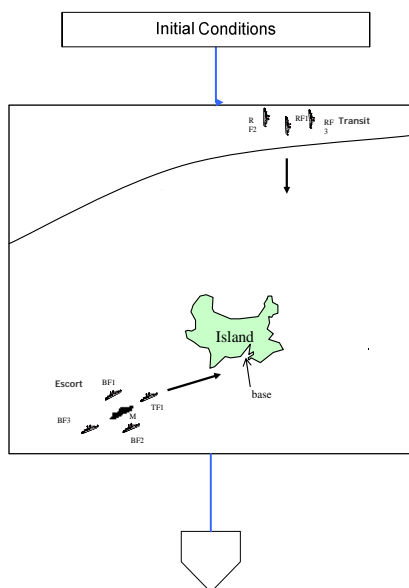 Initial Conditions
R
F2
RF1
RF
3
Transit
Island
base
Escort
BF1
TF1
M
BF3
BF2